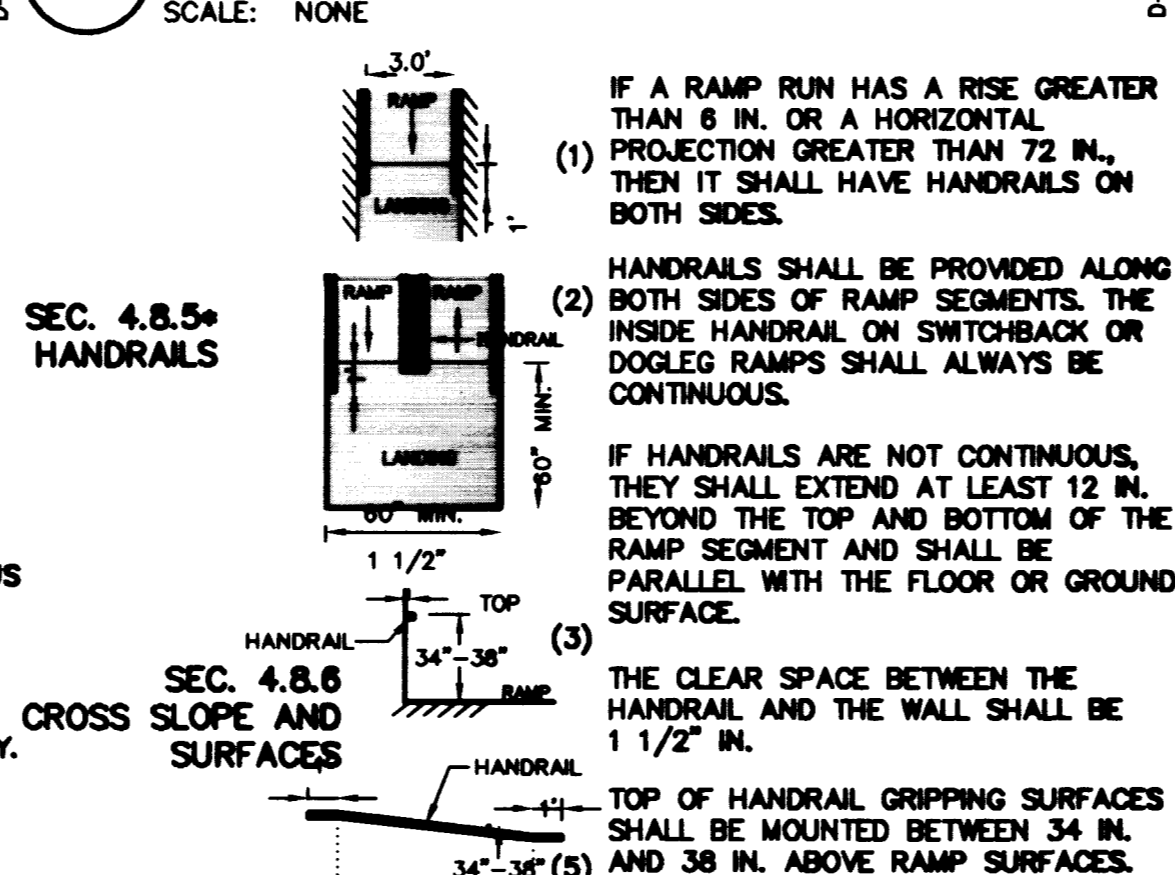 SCALE: NONE
3.0'
RAMP
LANDING
1'
IF A RAMP RUN HAS A RISE GREATER
THAN 6 IN. OR A HORIZONTAL
(1) PROJECTION GREATER THAN 72 IN.,
THEN IT SHALL HAVE HANDRAILS ON
BOTH SIDES.
SEC. 4.8.5*
HANDRAILS
RAMP
RAMP
HANDRAIL
1'
LANDING
60" MIN.
60" MIN.
HANDRAILS SHALL BE PROVIDED ALONG
(2) BOTH SIDES OF RAMP SEGMENTS. THE
INSIDE HANDRAIL ON SWITCHBACK OR
DOGLEG RAMPS SHALL ALWAYS BE
CONTINUOUS.
IF HANDRAILS ARE NOT CONTINUOUS,
THEY SHALL EXTEND AT LEAST 12 IN.
BEYOND THE TOP AND BOTTOM OF THE
RAMP SEGMENT AND SHALL BE
PARALLEL WITH THE FLOOR OR GROUND
SURFACE.
(3)
1 1/2"
TOP
HANDRAIL
34"-38"
RAMP
SEC. 4.8.6
CROSS SLOPE AND
SURFACES
THE CLEAR SPACE BETWEEN THE
HANDRAIL AND THE WALL SHALL BE
1 1/2" IN.
HANDRAIL
1'
34"-38"
TOP OF HANDRAIL GRIPPING SURFACES
SHALL BE MOUNTED BETWEEN 34 IN.
(5) AND 38 IN. ABOVE RAMP SURFACES.